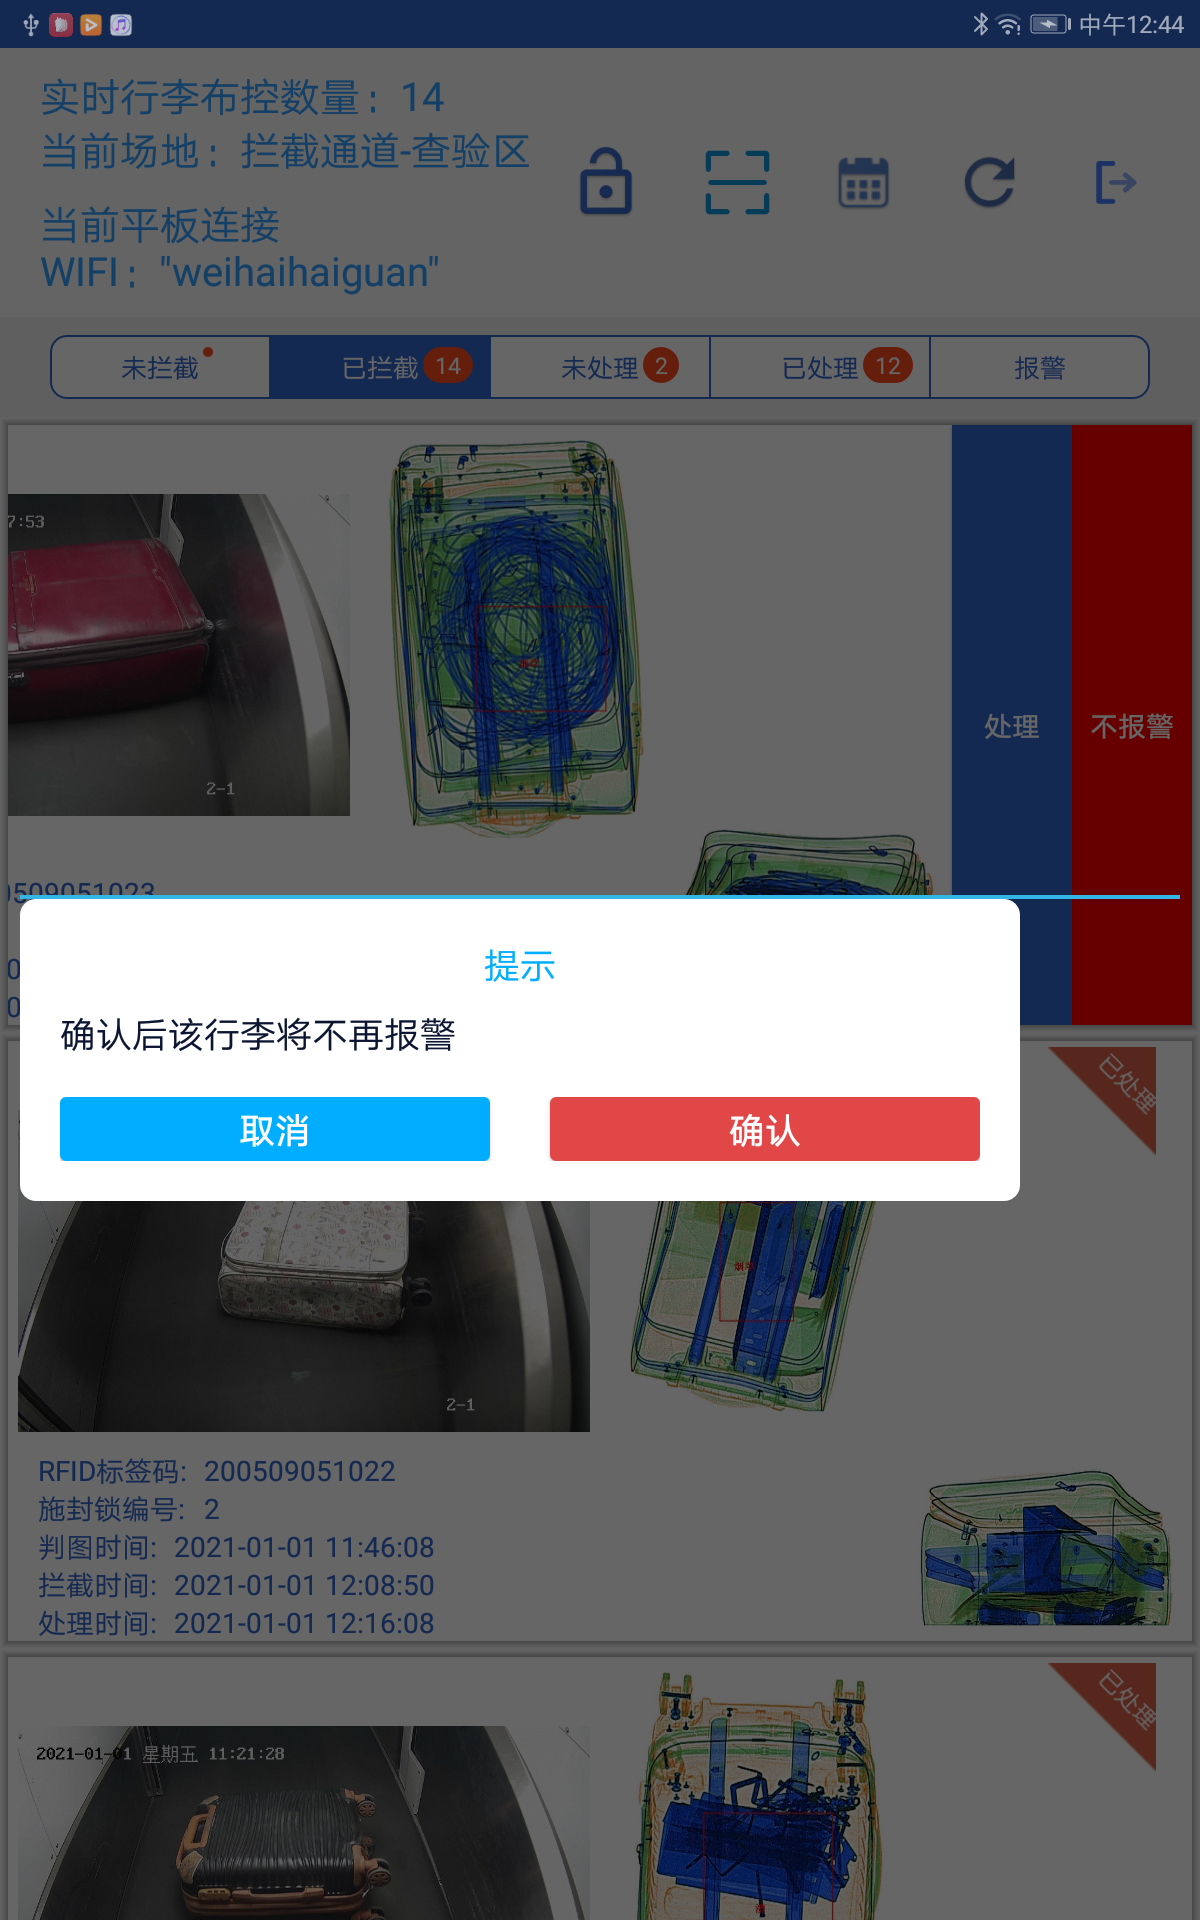 中午12:44
实时行李布控数量：14
当前场地：拦截通道-查验区
当前平板连接
WIFI："weihaihaiguan"
未拦截
已拦截 14
未处理 2
已处理 12
报警
7:53
2-1
处理
不报警
0509051023
提示
确认后该行李将不再报警
取消
确认
已处理
2-1
RFID标签码：200509051022
施封锁编号：2
判图时间：2021-01-01 11:46:08
拦截时间：2021-01-01 12:08:50
处理时间：2021-01-01 12:16:08
已处理
2021-01-01 星期五 11:21:28